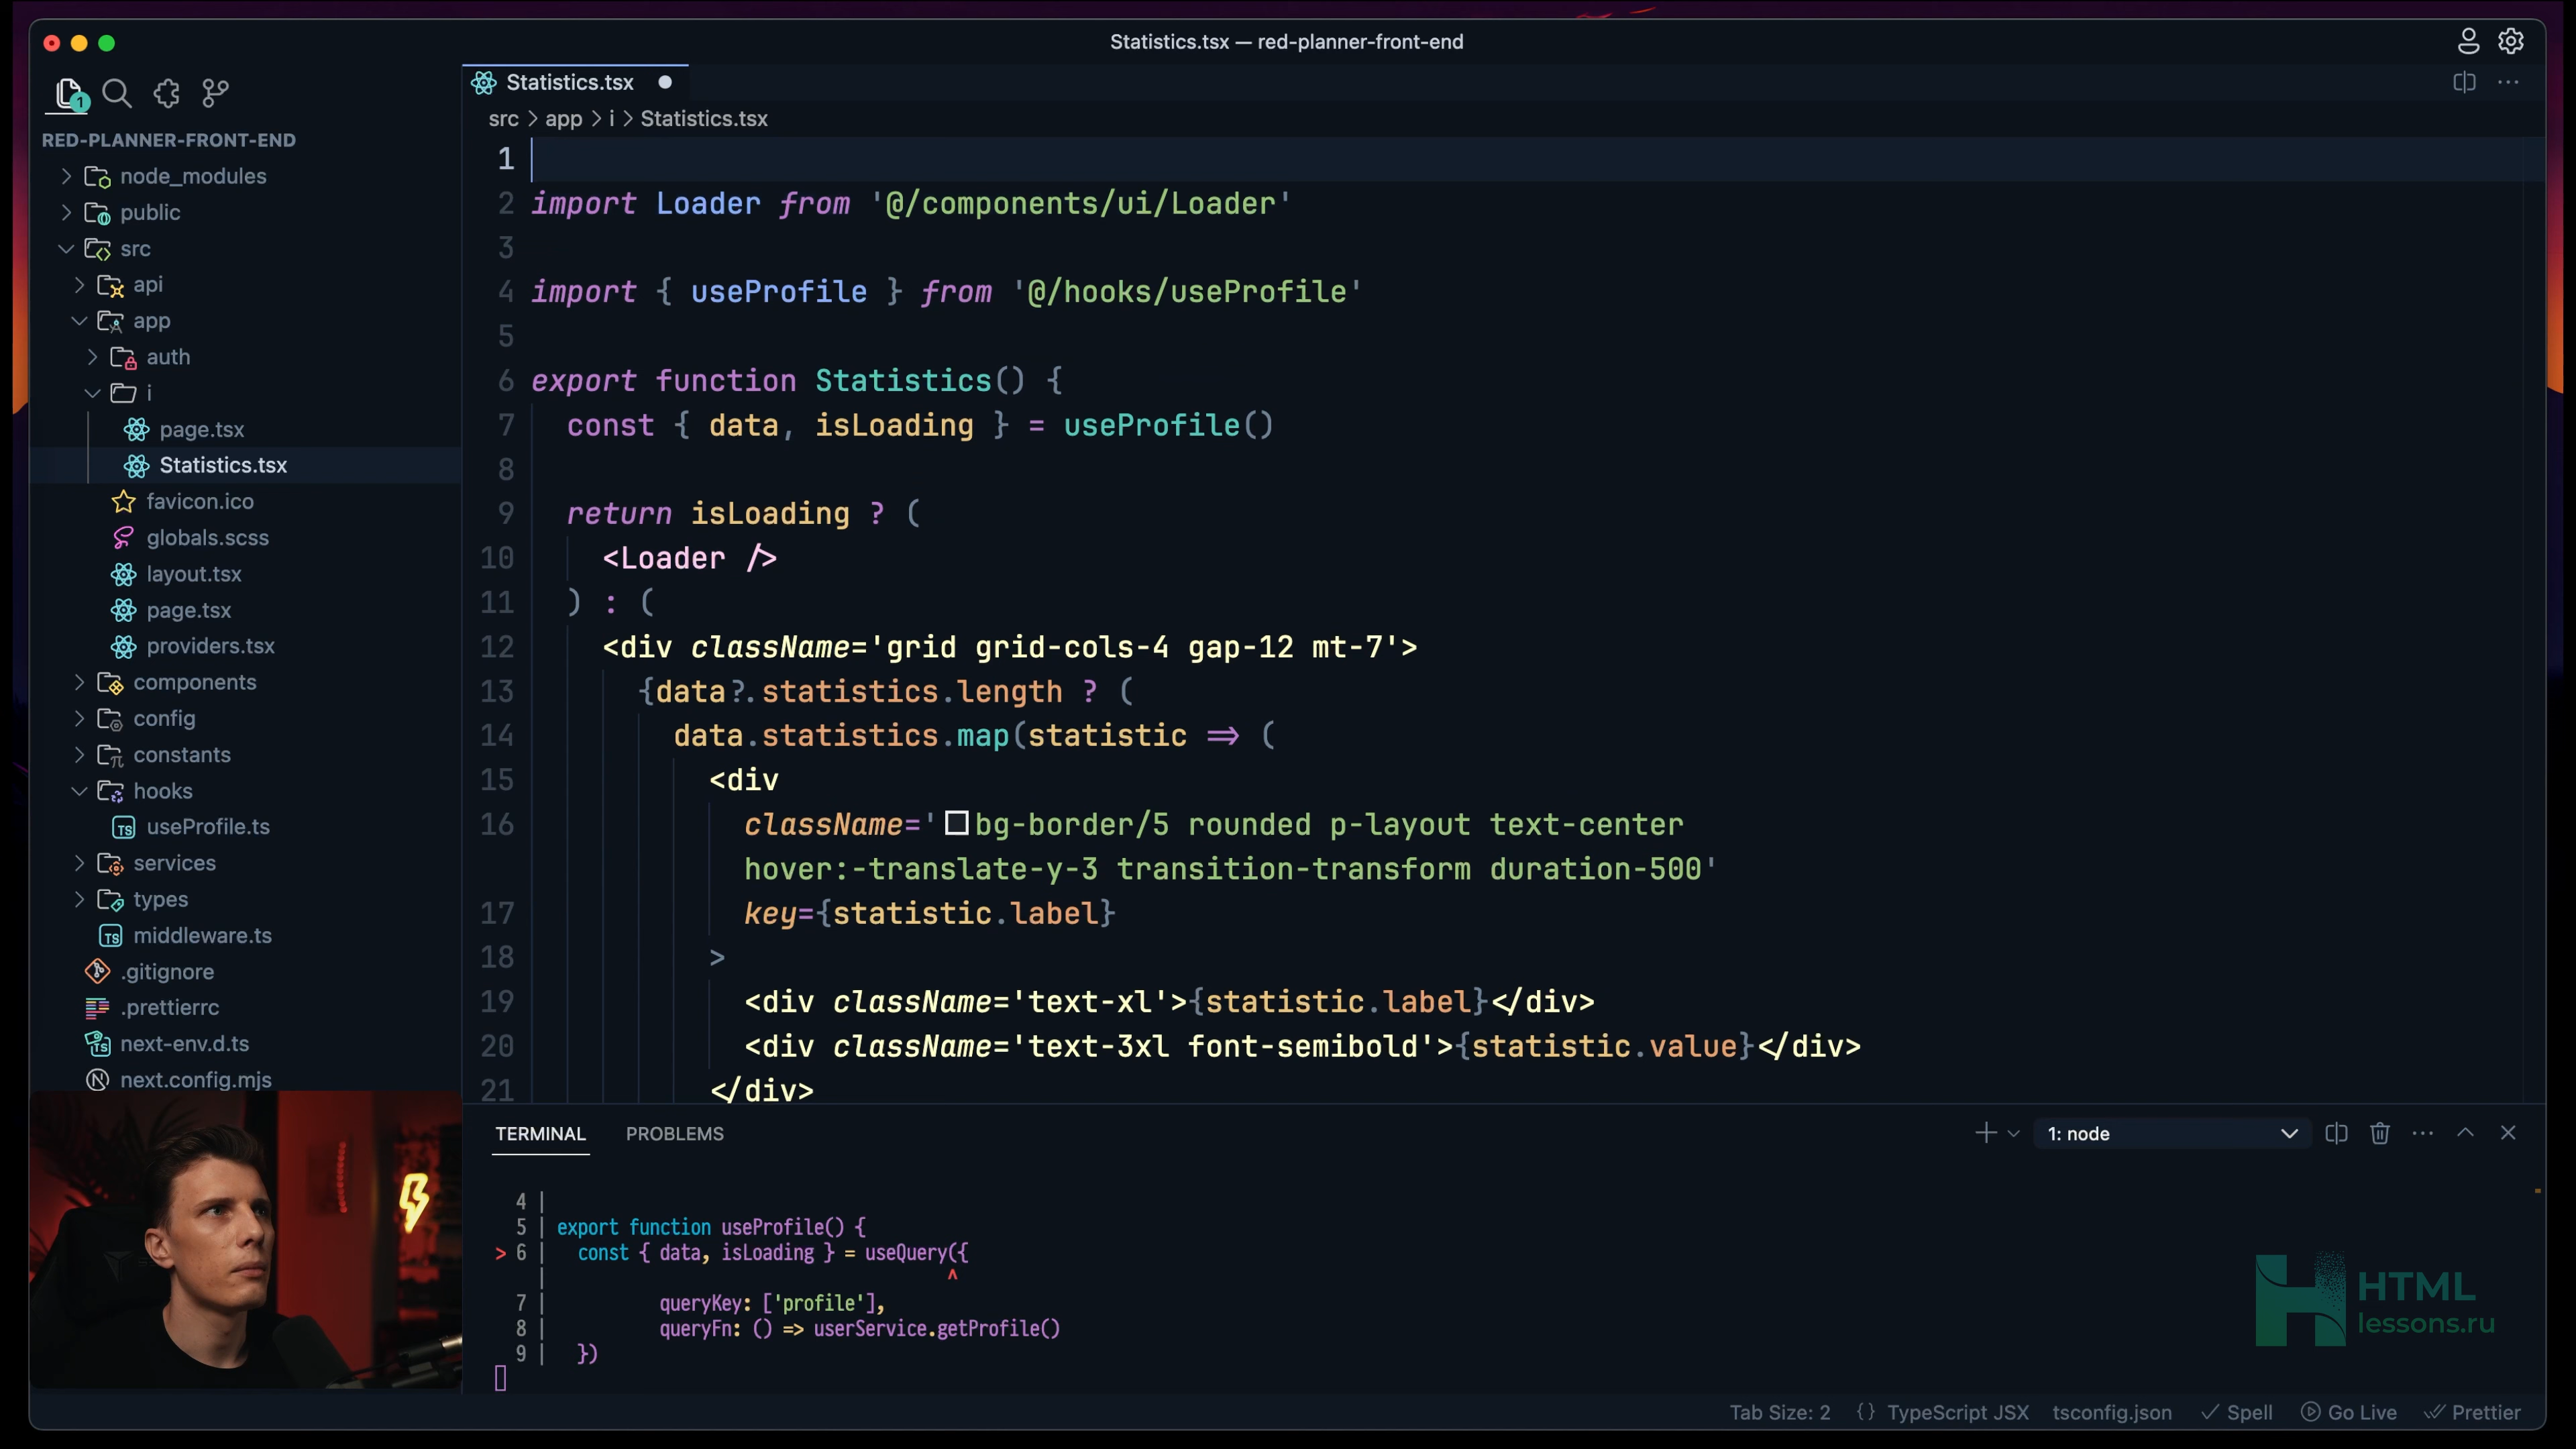 Statistics.tsx — red-planner-front-end
1
RED-PLANNER-FRONT-END
node_modules
public
src
api
app
auth
i
page.tsx
Statistics.tsx
favicon.ico
globals.scss
layout.tsx
page.tsx
providers.tsx
components
config
constants
hooks
TS useProfile.ts
services
types
TS middleware.ts
.gitignore
.prettierrc
TS next-env.d.ts
N next.config.mjs
Statistics.tsx
src > app > i > Statistics.tsx
1
2 import Loader from '@/components/ui/Loader'
3
4 import { useProfile } from '@/hooks/useProfile'
5
6 export function Statistics() {
7 const { data, isLoading } = useProfile()
8
9 return isLoading ? (
10 <Loader />
11 ) : (
12 <div className='grid grid-cols-4 gap-12 mt-7'>
13 {data?.statistics.length ? (
14 data.statistics.map(statistic => (
15 <div
16 className='bg-border/5 rounded p-layout text-center
hover:-translate-y-3 transition-transform duration-500'
17 key={statistic.label}
18 >
19 <div className='text-xl'>{statistic.label}</div>
20 <div className='text-3xl font-semibold'>{statistic.value}</div>
21 </div>
TERMINAL PROBLEMS 1: node
4 |
5 | export function useProfile() {
> 6 | const { data, isLoading } = useQuery({
| ^
7 | queryKey: ['profile'],
8 | queryFn: () => userService.getProfile()
9 | })
HTML
lessons.ru
Tab Size: 2 {} TypeScript JSX tsconfig.json Spell Go Live Prettier